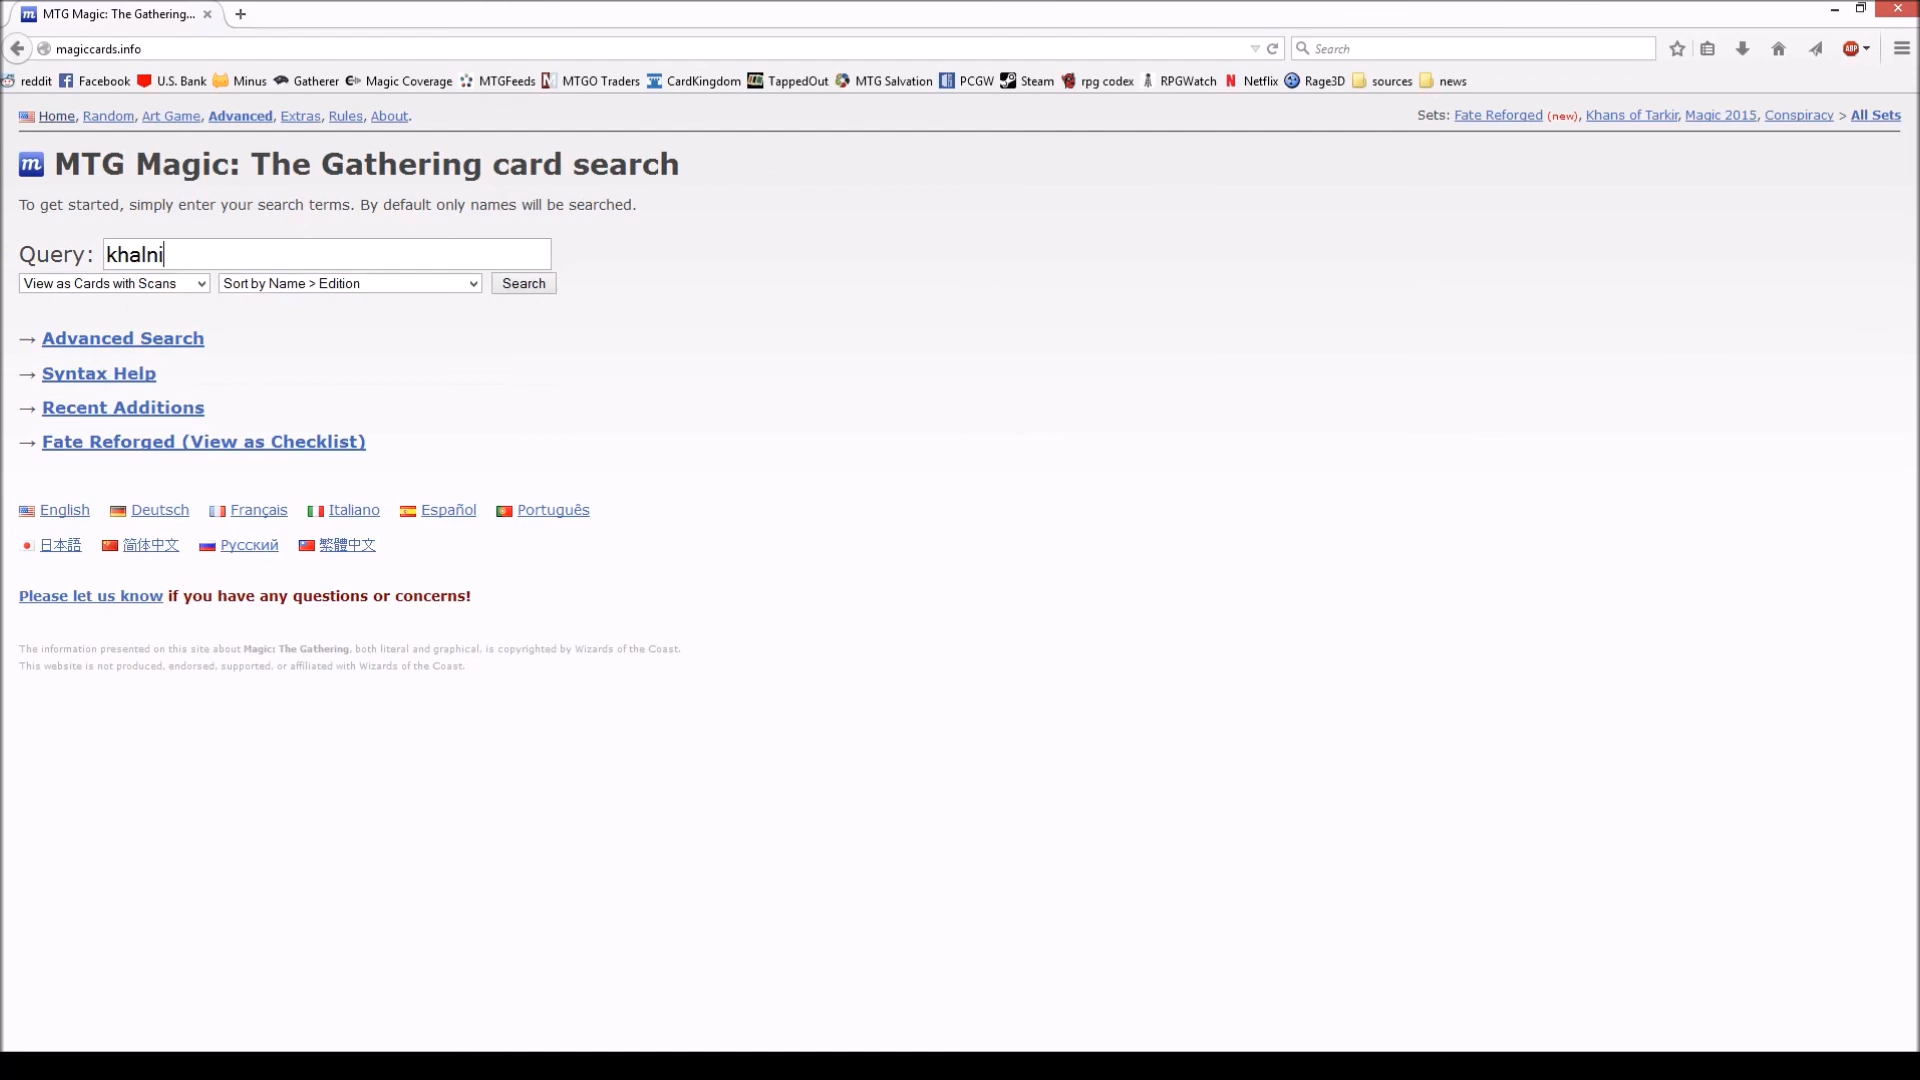 m MTG Magic: The Gathering... × +
magiccards.info Search ABP
reddit Facebook U.S. Bank Minus Gatherer Magic Coverage MTGFeeds MTGO Traders CardKingdom TappedOut MTG Salvation PCGW Steam rpg codex RPGWatch N Netflix Rage3D sources news
Home, Random, Art Game, Advanced, Extras, Rules, About. Sets: Fate Reforged (new), Khans of Tarkir, Magic 2015, Conspiracy > All Sets
m MTG Magic: The Gathering card search
To get started, simply enter your search terms. By default only names will be searched.
Query: khalni
View as Cards with Scans Sort by Name > Edition Search
→ Advanced Search
→ Syntax Help
→ Recent Additions
→ Fate Reforged (View as Checklist)
English Deutsch Français Italiano Español Português
日本語 简体中文 Русский 繁體中文
Please let us know if you have any questions or concerns!
The information presented on this site about Magic: The Gathering, both literal and graphical, is copyrighted by Wizards of the Coast.
This website is not produced, endorsed, supported, or affiliated with Wizards of the Coast.